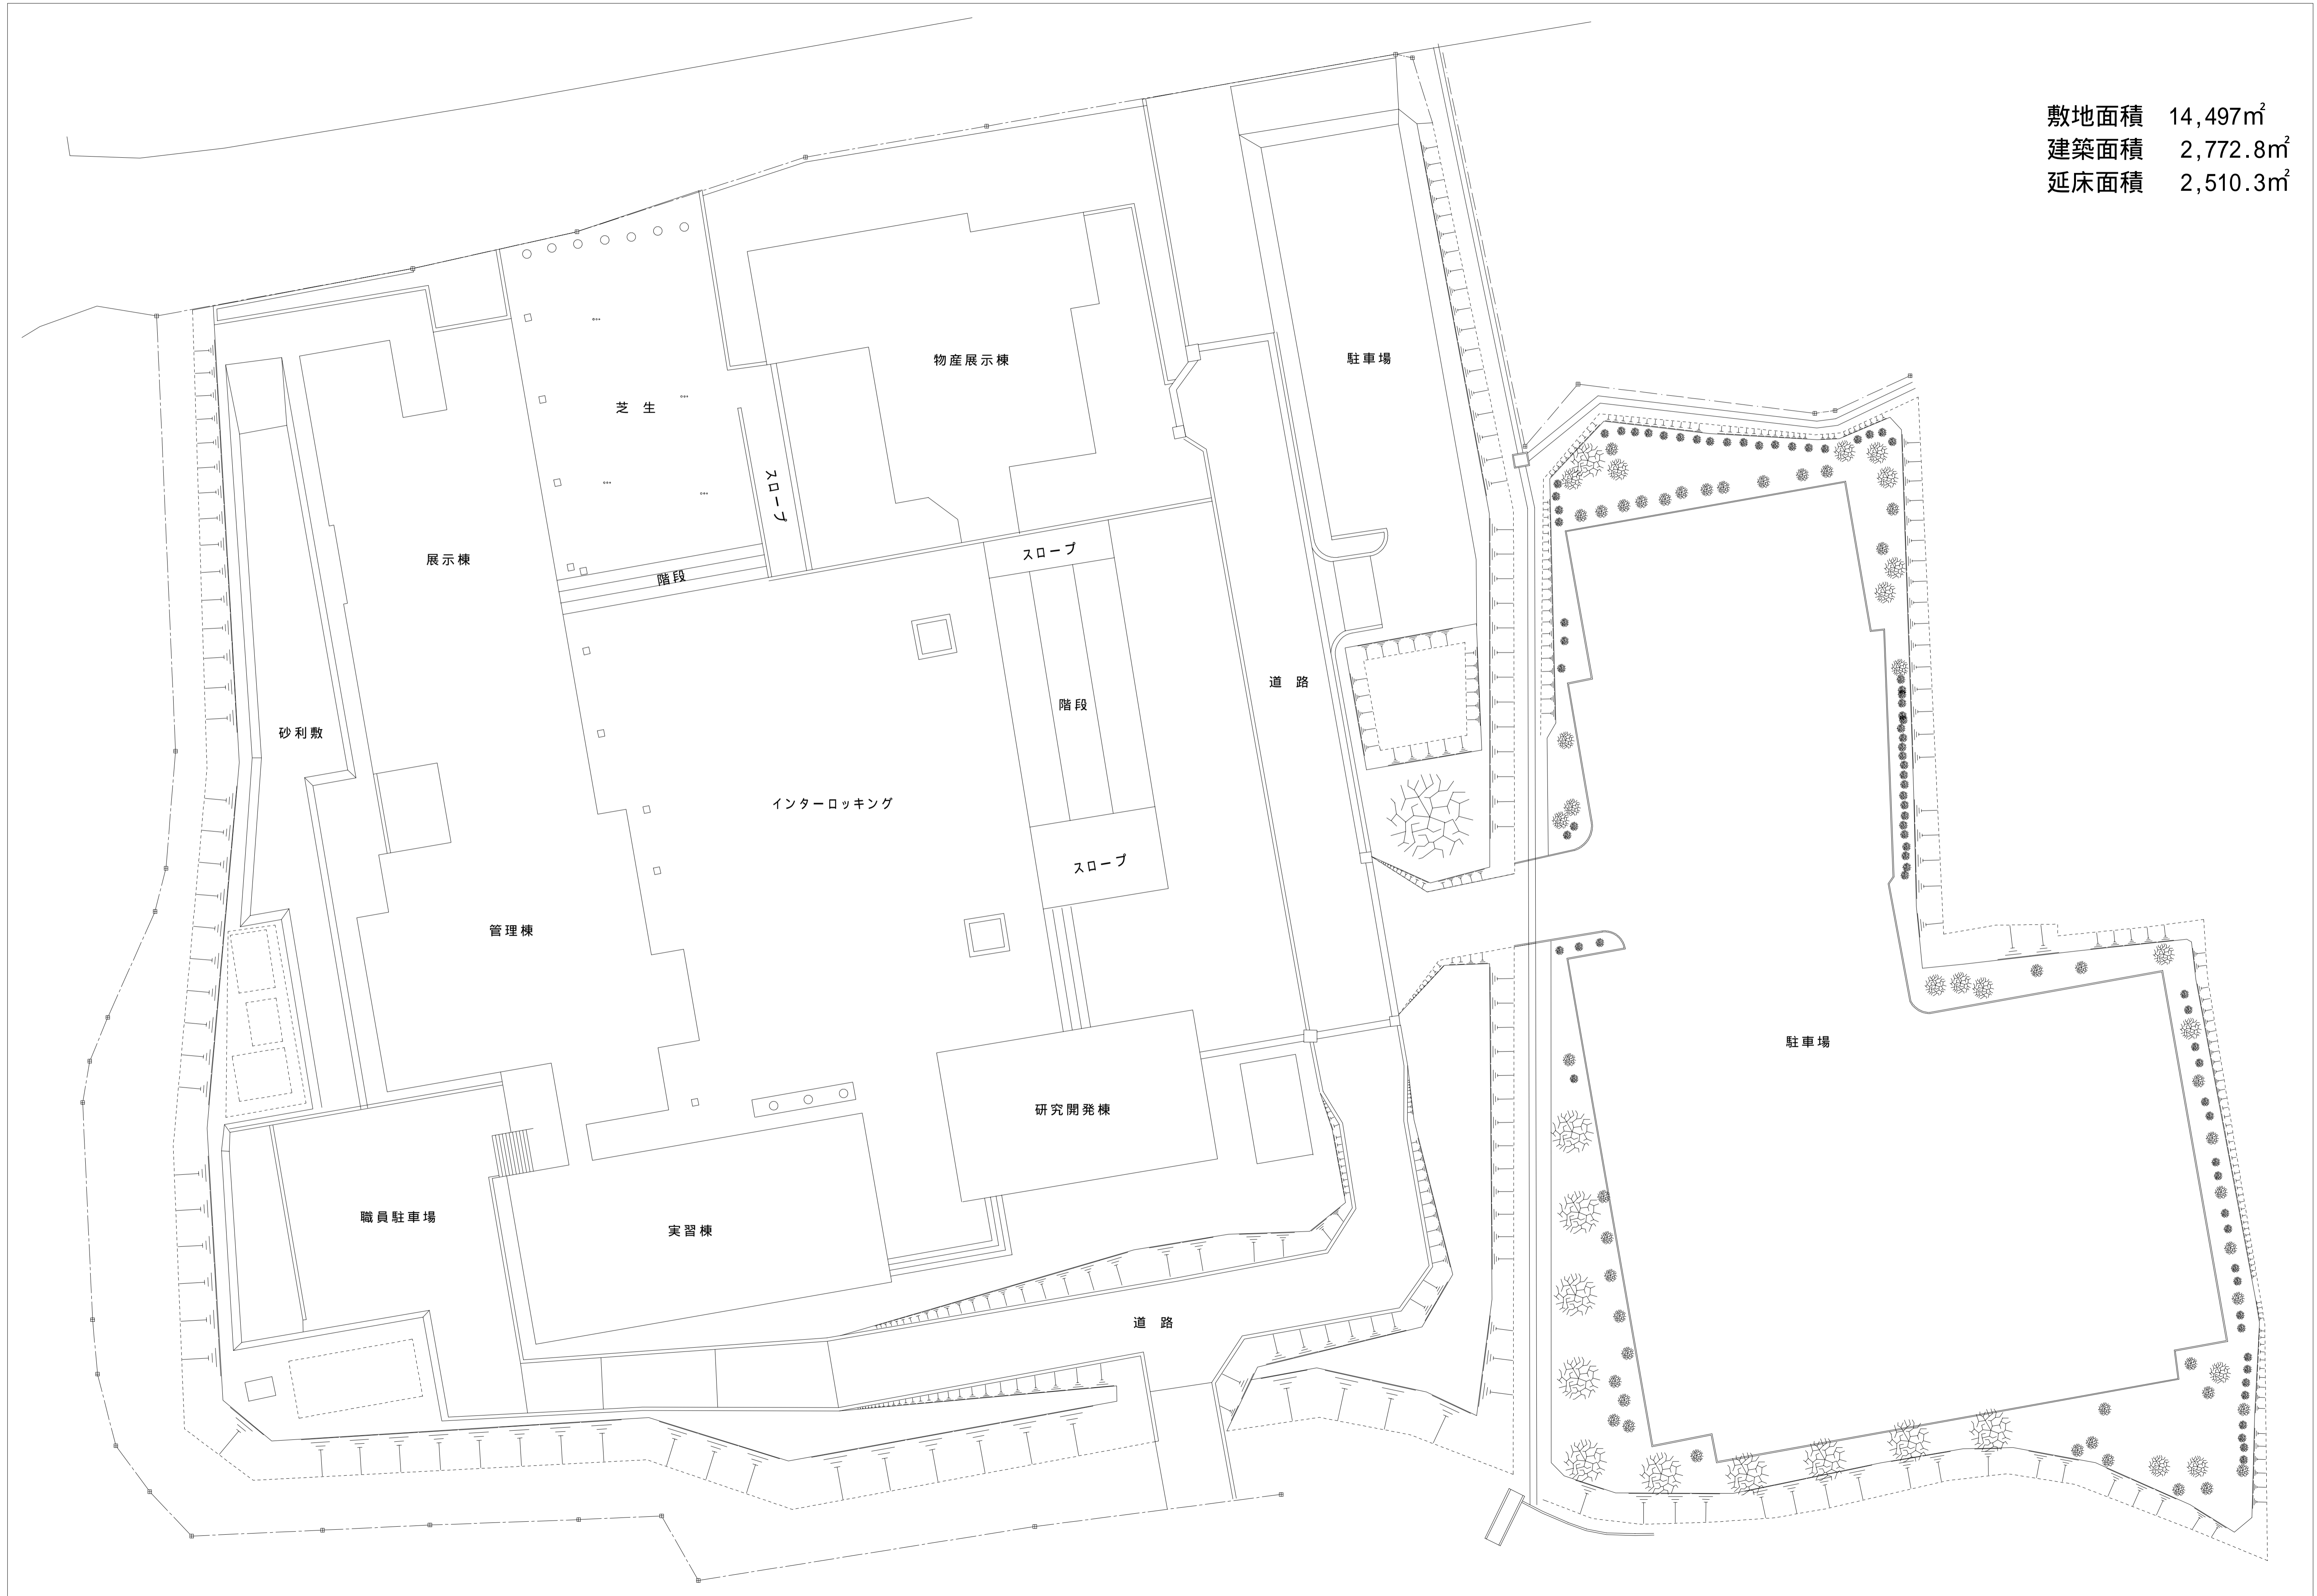 敷地面積 14,497㎡
建築面積 2,772.8㎡
延床面積 2,510.3㎡
物産展示棟
駐車場
芝 生
スロープ
展示棟
階段
スロープ
道 路
階段
砂利敷
インターロッキング
スロープ
管理棟
駐車場
研究開発棟
職員駐車場
実習棟
道 路